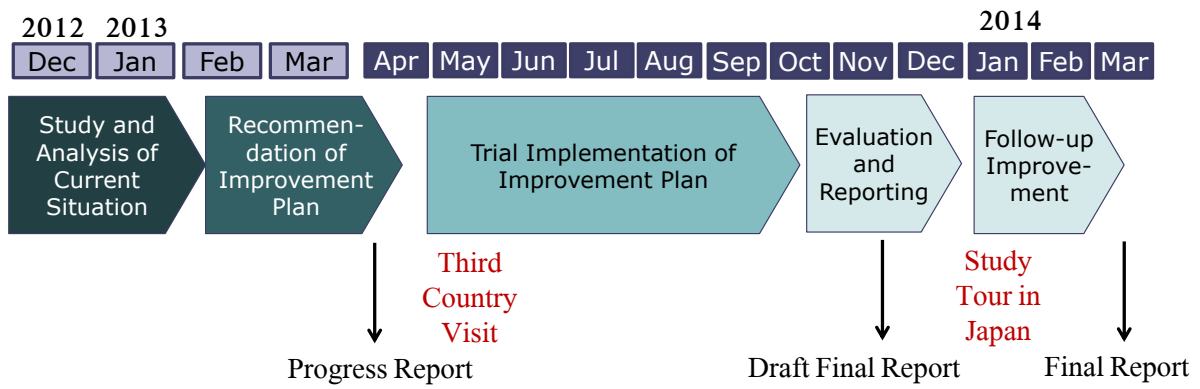 2012 2013 2014
Dec Jan Feb Mar Apr May Jun Jul Aug Sep Oct Nov Dec Jan Feb Mar
Study and
Analysis of
Current
Situation
Recommen-
dation of
Improvement
Plan
Trial Implementation of
Improvement Plan
Evaluation
and
Reporting
Follow-up
Improve-
ment
Third
Country
Visit
Study
Tour in
Japan
Progress Report
Draft Final Report
Final Report